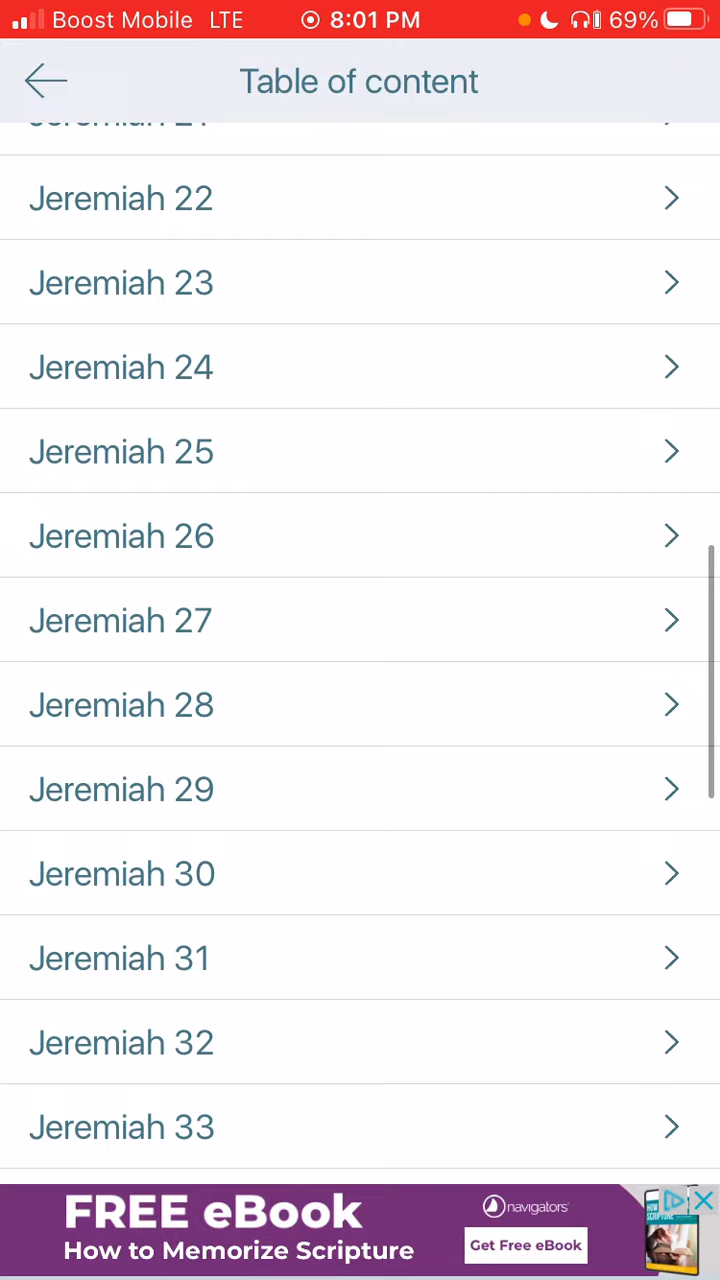 Boost Mobile LTE 8:01 PM 69%
Table of content
Jeremiah 21
Jeremiah 22
Jeremiah 23
Jeremiah 24
Jeremiah 25
Jeremiah 26
Jeremiah 27
Jeremiah 28
Jeremiah 29
Jeremiah 30
Jeremiah 31
Jeremiah 32
Jeremiah 33
FREE eBook
How to Memorize Scripture
navigators
Get Free eBook